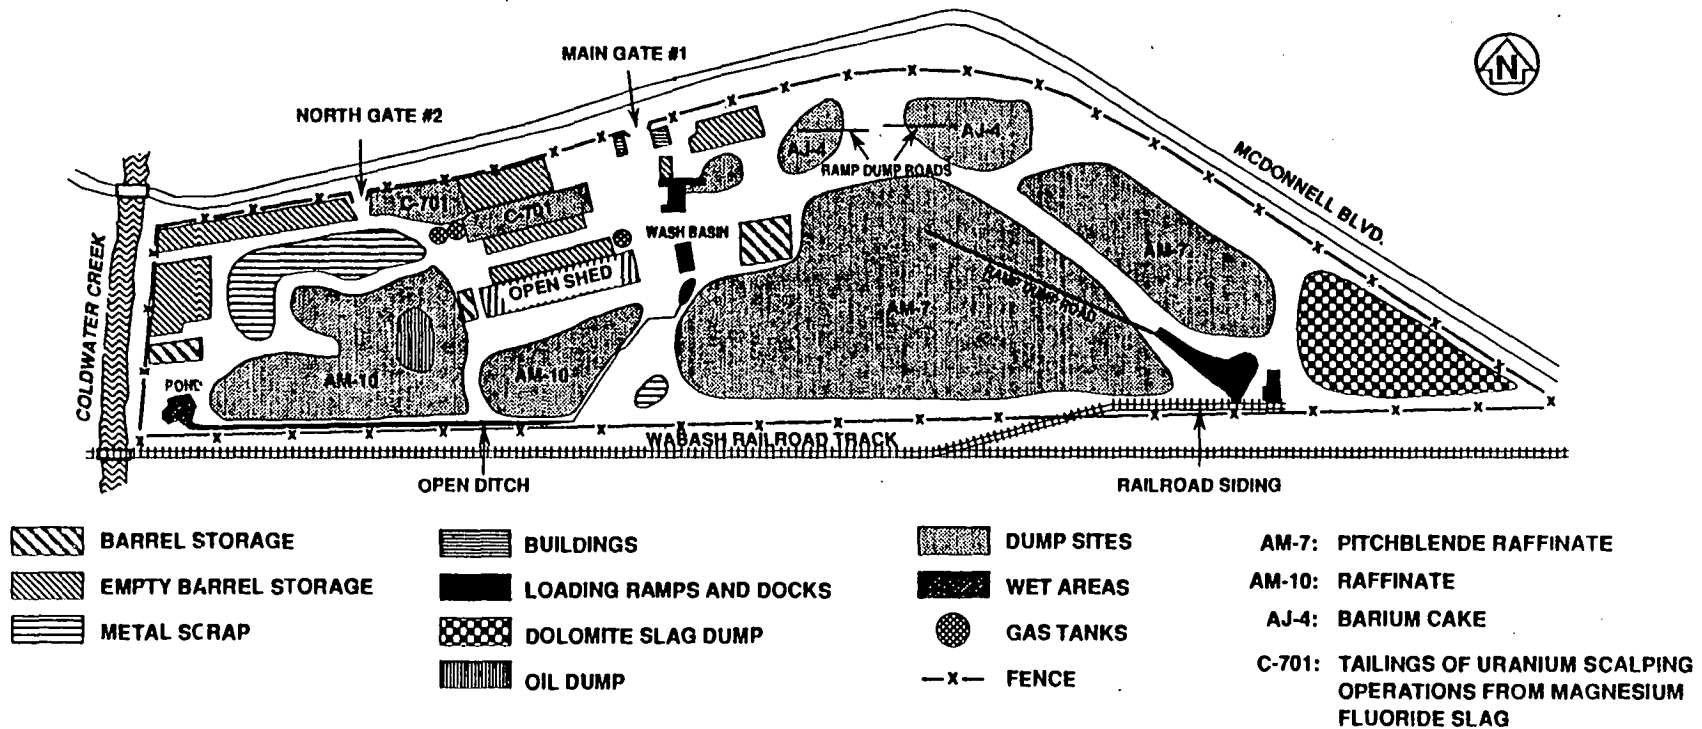 N
MAIN GATE #1
NORTH GATE #2
MCDONNELL BLVD.
COLDWATER CREEK
AJ-4
AJ-4
RAMP DUMP ROADS
C-701
C-701
WASH BASIN
AM-7
AM-7
RAMP DUMP ROAD
OPEN SHED
AM-10
AM-10
POND
WABASH RAILROAD TRACK
OPEN DITCH
RAILROAD SIDING
BARREL STORAGE
EMPTY BARREL STORAGE
METAL SCRAP
BUILDINGS
LOADING RAMPS AND DOCKS
DOLOMITE SLAG DUMP
OIL DUMP
DUMP SITES
WET AREAS
GAS TANKS
—x— FENCE
AM-7: PITCHBLENDE RAFFINATE
AM-10: RAFFINATE
AJ-4: BARIUM CAKE
C-701: TAILINGS OF URANIUM SCALPING
OPERATIONS FROM MAGNESIUM
FLUORIDE SLAG